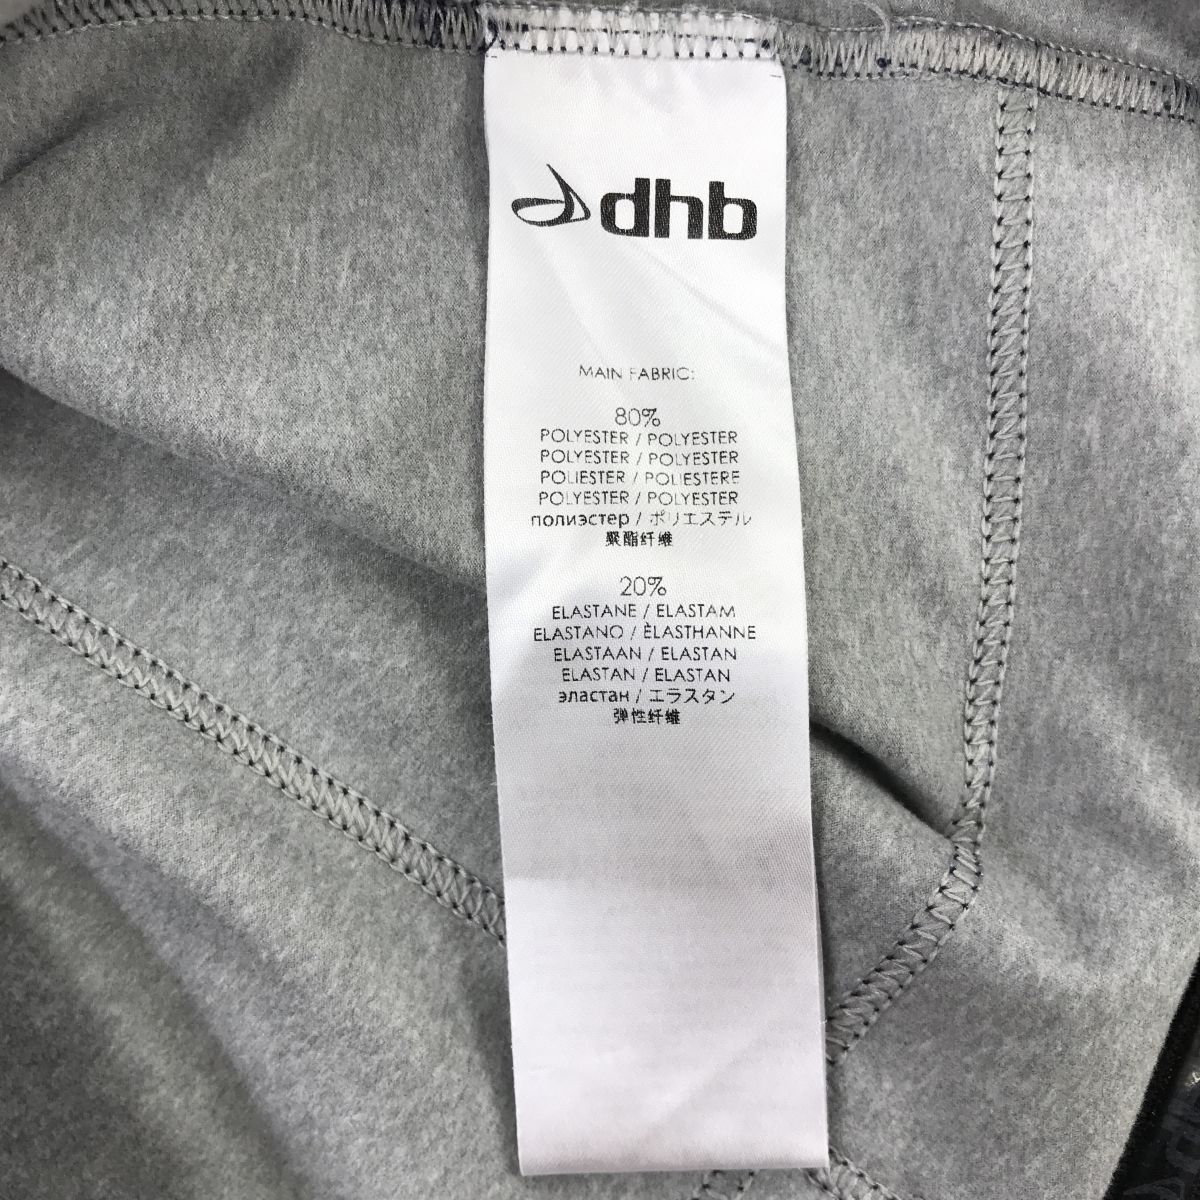 dhb
MAIN FABRIC:
80%
POLYESTER / POLYESTER
POLYESTER / POLYESTER
POLIESTER / POLIESTERE
POLYESTER / POLYESTER
полиэстер / ポリエステル
聚酯纤维
20%
ELASTANE / ELASTAM
ELASTANO / ÈLASTHANNE
ELASTAAN / ELASTAN
ELASTAN / ELASTAN
эластан / エラスタン
弹性纤维